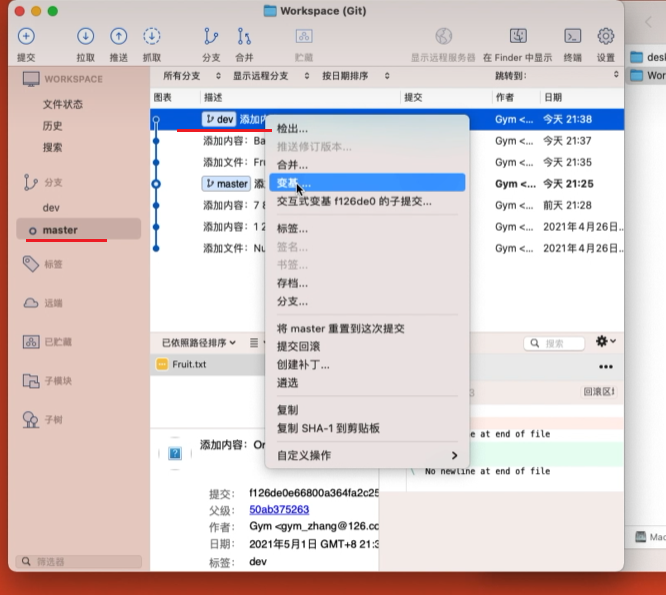 Workspace (Git)
提交 拉取 推送 抓取 分支 合并 贮藏 显示远程服务器 在 Finder 中显示 终端 设置
WORKSPACE
文件状态
历史
搜索
分支
dev
master
标签
远端
已贮藏
子模块
子树
筛选器
所有分支 显示远程分支 按日期排序 跳转到:
图表 描述 提交 作者 日期
dev 添加内 Gym <... 今天 21:38
添加内容: Ba Gym <... 今天 21:37
添加文件: Fru Gym <... 今天 21:35
master 添 Gym <... 今天 21:25
添加内容: 7 8 Gym <... 前天 21:28
添加内容: 1 2 Gym <... 2021年4月26日...
添加文件: Nu Gym <... 2021年4月26日...
检出...
推送修订版本...
合并...
变基...
交互式变基 f126de0 的子提交...
标签...
签名...
书签...
存档...
分支...
将 master 重置到这次提交
提交回滚
创建补丁...
遴选
复制
复制 SHA-1 到剪贴板
自定义操作
已依照路径排序
搜索
Fruit.txt
回滚区块
e at end of file
\ No newline at end of file
添加内容: Or
提交: f126de0e66800a364fa2c25
父级: 50ab375263
作者: Gym <gym_zhang@126.co
日期: 2021年5月1日 GMT+8 21:3
标签: dev
desk
Wor
Mac